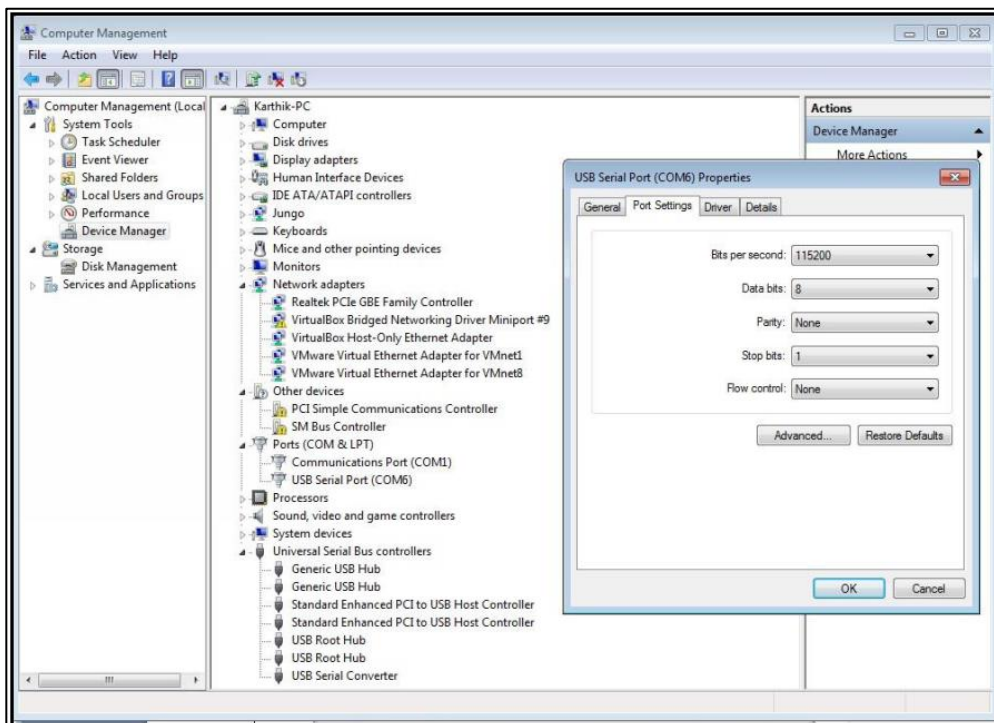 Computer Management
File Action View Help
Computer Management (Local
System Tools
Task Scheduler
Event Viewer
Shared Folders
Local Users and Groups
Performance
Device Manager
Storage
Disk Management
Services and Applications
Karthik-PC
Computer
Disk drives
Display adapters
Human Interface Devices
IDE ATA/ATAPI controllers
Jungo
Keyboards
Mice and other pointing devices
Monitors
Network adapters
Realtek PCIe GBE Family Controller
VirtualBox Bridged Networking Driver Miniport #9
VirtualBox Host-Only Ethernet Adapter
VMware Virtual Ethernet Adapter for VMnet1
VMware Virtual Ethernet Adapter for VMnet8
Other devices
PCI Simple Communications Controller
SM Bus Controller
Ports (COM & LPT)
Communications Port (COM1)
USB Serial Port (COM6)
Processors
Sound, video and game controllers
System devices
Universal Serial Bus controllers
Generic USB Hub
Generic USB Hub
Standard Enhanced PCI to USB Host Controller
Standard Enhanced PCI to USB Host Controller
USB Root Hub
USB Root Hub
USB Serial Converter
Actions
Device Manager
More Actions
USB Serial Port (COM6) Properties
General Port Settings Driver Details
Bits per second: 115200
Data bits: 8
Parity: None
Stop bits: 1
Flow control: None
Advanced... Restore Defaults
OK Cancel